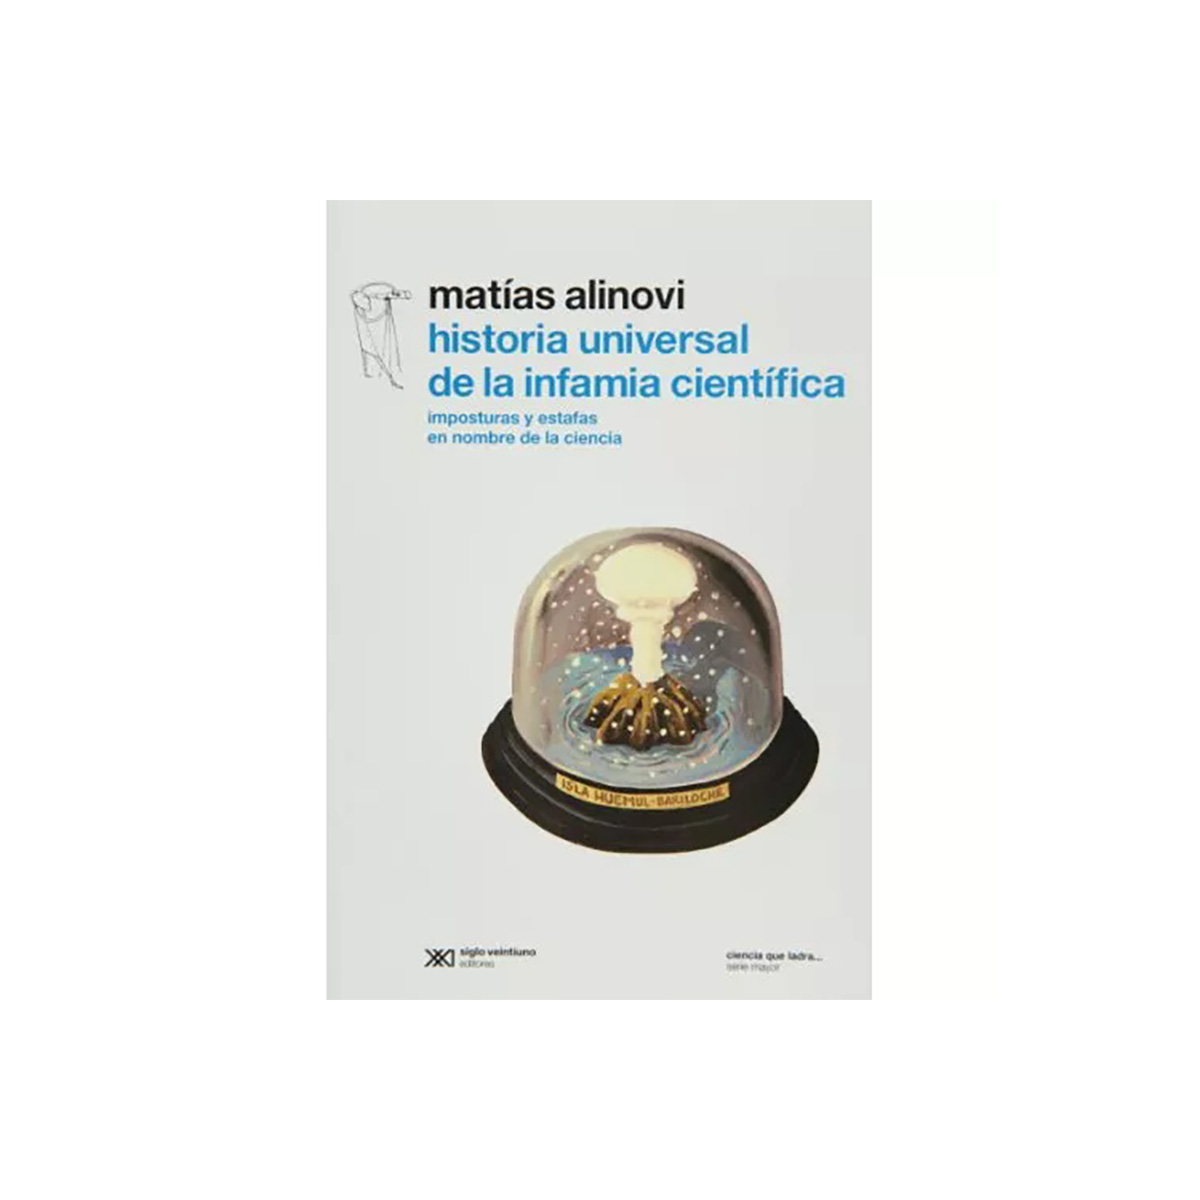 matías alinovi
historia universal
de la infamia científica
imposturas y estafas
en nombre de la ciencia
ISLA HUEMUL-BARILOCHE
siglo veintiuno
editores
ciencia que ladra...
serie mayor